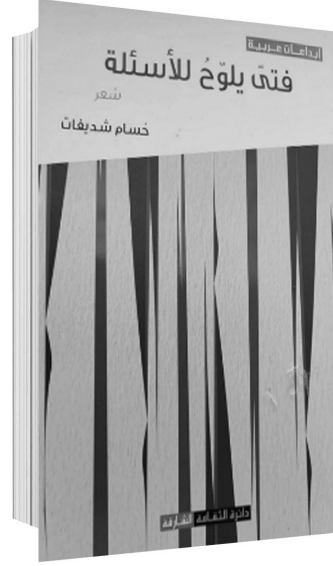 إبداعات عربية
فتىً يلوّحُ للأسئلة
شعر
حسام شديفات
دائرة الثقافة الشارقة